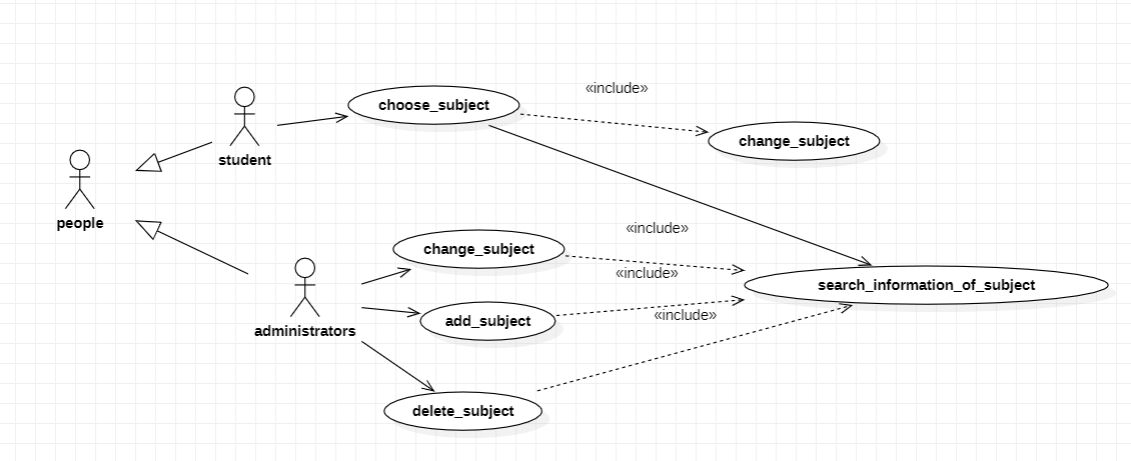 «include»
choose_subject
change_subject
student
people
«include»
change_subject
«include»
search_information_of_subject
«include»
add_subject
administrators
delete_subject